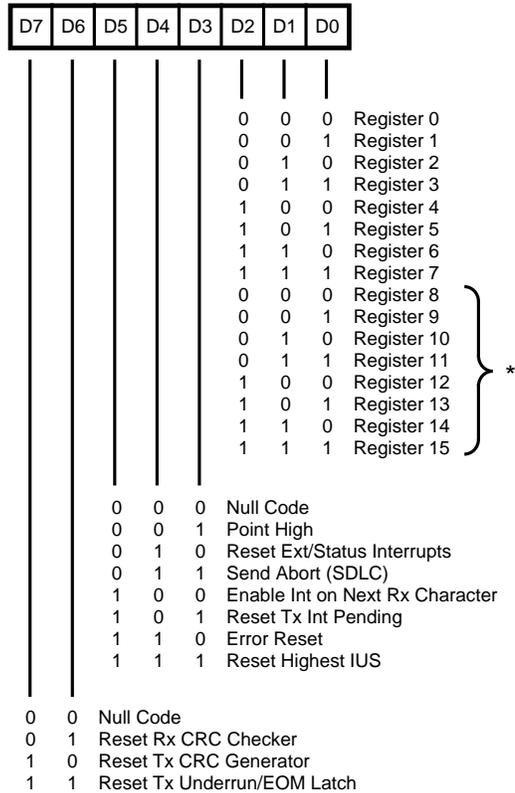 D7 D6 D5 D4 D3 D2 D1 D0
0 0 0 Register 0
0 0 1 Register 1
0 1 0 Register 2
0 1 1 Register 3
1 0 0 Register 4
1 0 1 Register 5
1 1 0 Register 6
1 1 1 Register 7
0 0 0 Register 8
0 0 1 Register 9
0 1 0 Register 10
0 1 1 Register 11
1 0 0 Register 12
1 0 1 Register 13
1 1 0 Register 14
1 1 1 Register 15
*
0 0 0 Null Code
0 0 1 Point High
0 1 0 Reset Ext/Status Interrupts
0 1 1 Send Abort (SDLC)
1 0 0 Enable Int on Next Rx Character
1 0 1 Reset Tx Int Pending
1 1 0 Error Reset
1 1 1 Reset Highest IUS
0 0 Null Code
0 1 Reset Rx CRC Checker
1 0 Reset Tx CRC Generator
1 1 Reset Tx Underrun/EOM Latch